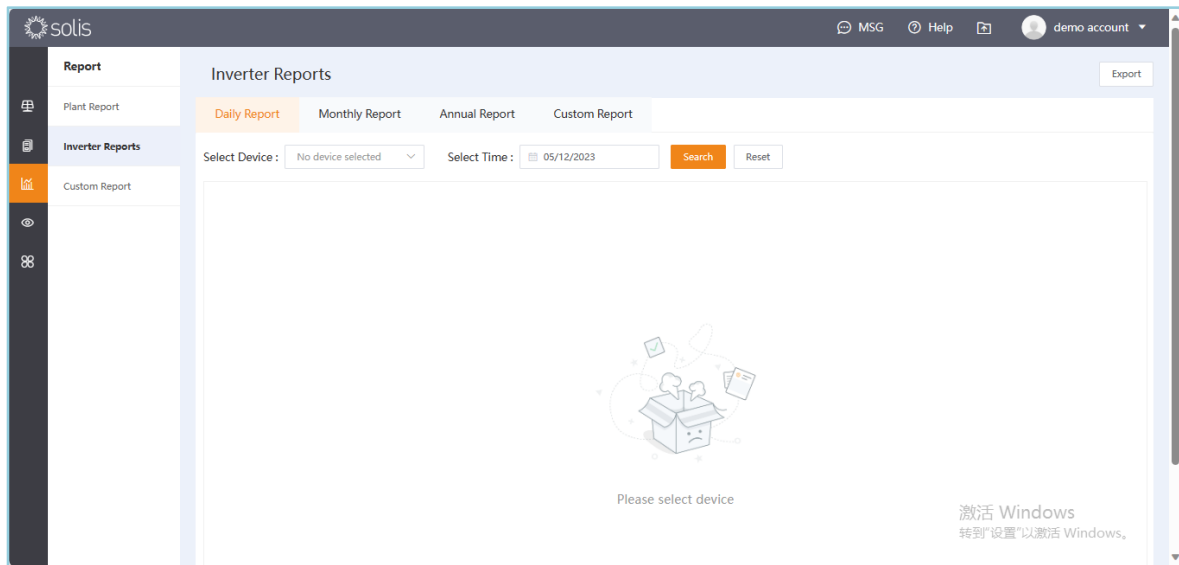 solis
MSG Help demo account
Report
Plant Report
Inverter Reports
Custom Report
Inverter Reports
Export
Daily Report Monthly Report Annual Report Custom Report
Select Device : No device selected Select Time : 05/12/2023 Search Reset
Please select device
激活 Windows
转到"设置"以激活 Windows。